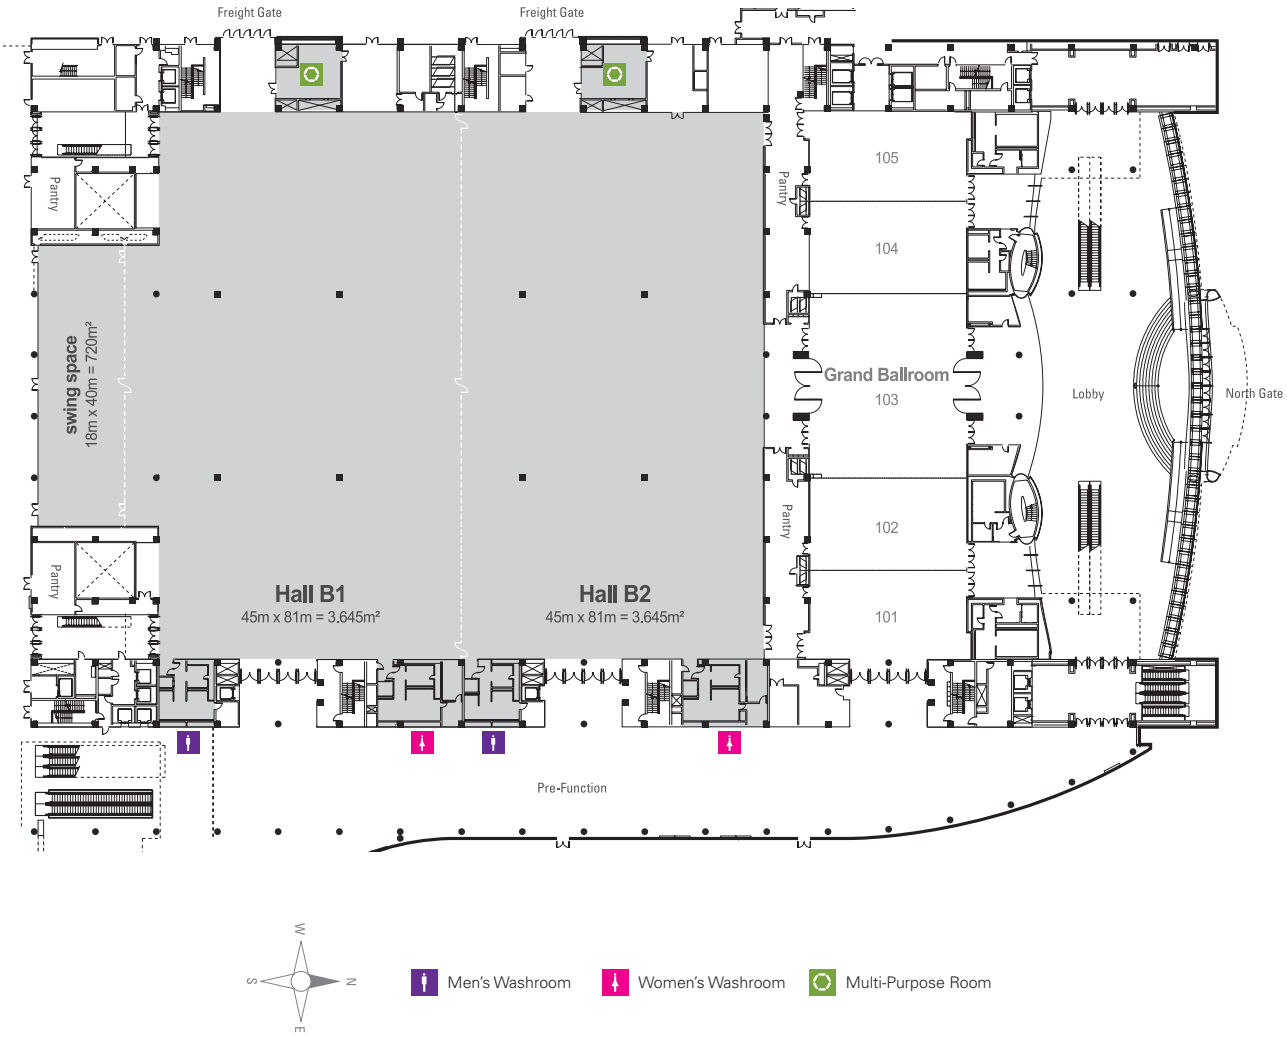 Freight Gate
Freight Gate
Pantry
Pantry
105
104
swing space
18m x 40m = 720m²
Grand Ballroom
103
Lobby
North Gate
102
Pantry
Pantry
Hall B1
45m x 81m = 3.645m²
Hall B2
45m x 81m = 3.645m²
101
Pre-Function
W
S
N
E
Men's Washroom
Women's Washroom
Multi-Purpose Room